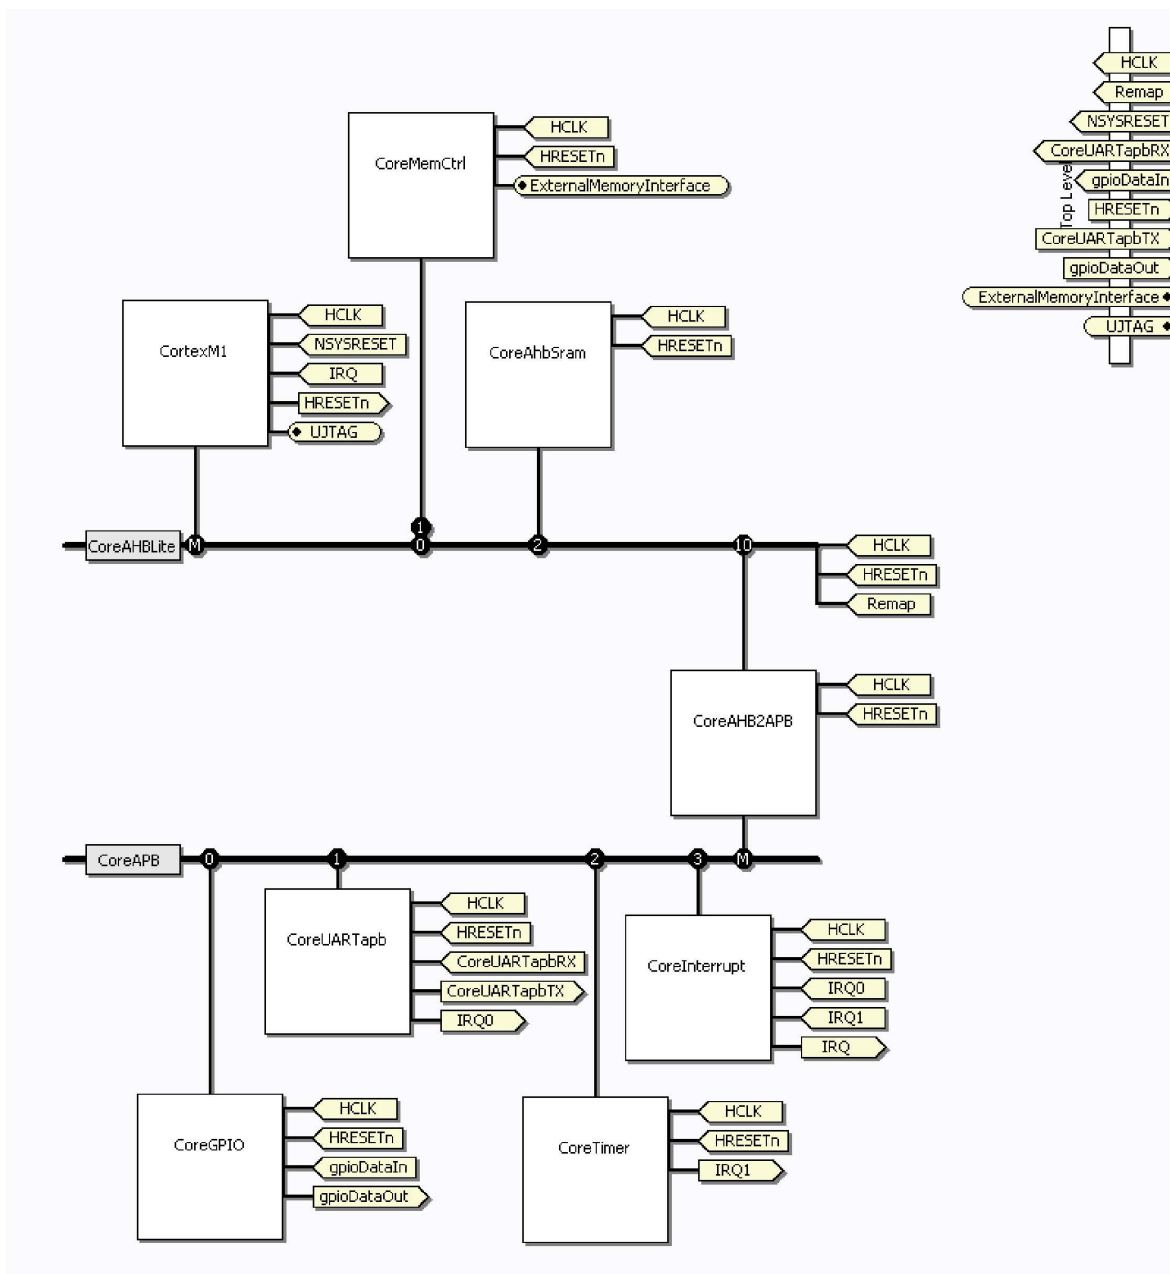 HCLK
Remap
NSYSRESET
CoreUARTapbRX
gpioDataIn
HRESETn
CoreUARTapbTX
gpioDataOut
ExternalMemoryInterface
UJTAG
Top Level
CoreMemCtrl
HCLK
HRESETn
ExternalMemoryInterface
CortexM1
HCLK
NSYSRESET
IRQ
HRESETn
UJTAG
CoreAhbSram
HCLK
HRESETn
CoreAHBLite
M
1
0
2
10
HCLK
HRESETn
Remap
CoreAHB2APB
HCLK
HRESETn
CoreAPB
0
1
2
3
M
CoreUARTapb
HCLK
HRESETn
CoreUARTapbRX
CoreUARTapbTX
IRQ0
CoreInterrupt
HCLK
HRESETn
IRQ0
IRQ1
IRQ
CoreGPIO
HCLK
HRESETn
gpioDataIn
gpioDataOut
CoreTimer
HCLK
HRESETn
IRQ1